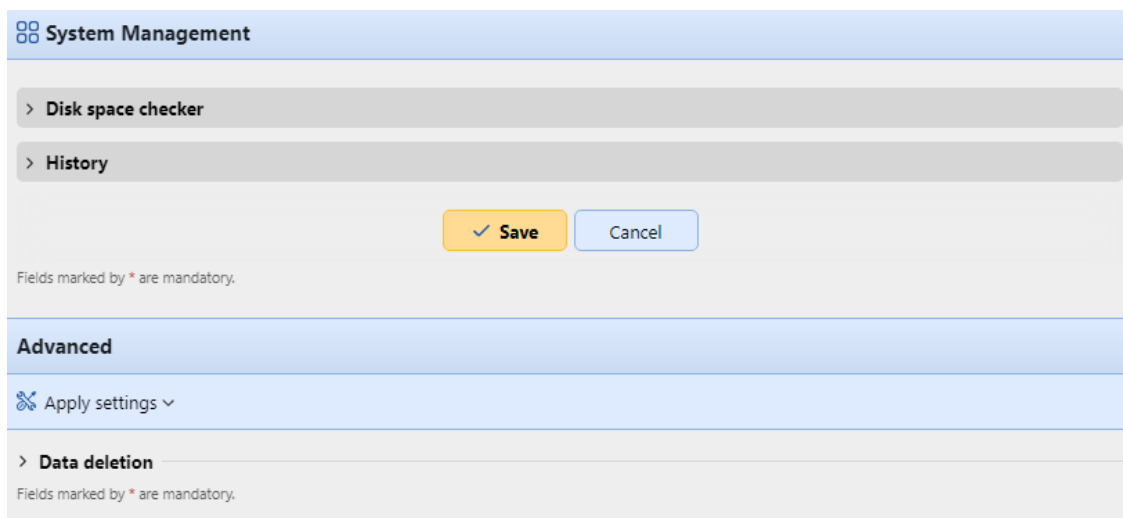 System Management
Disk space checker
History
Save
Cancel
Fields marked by * are mandatory.
Advanced
Apply settings
Data deletion
Fields marked by * are mandatory.